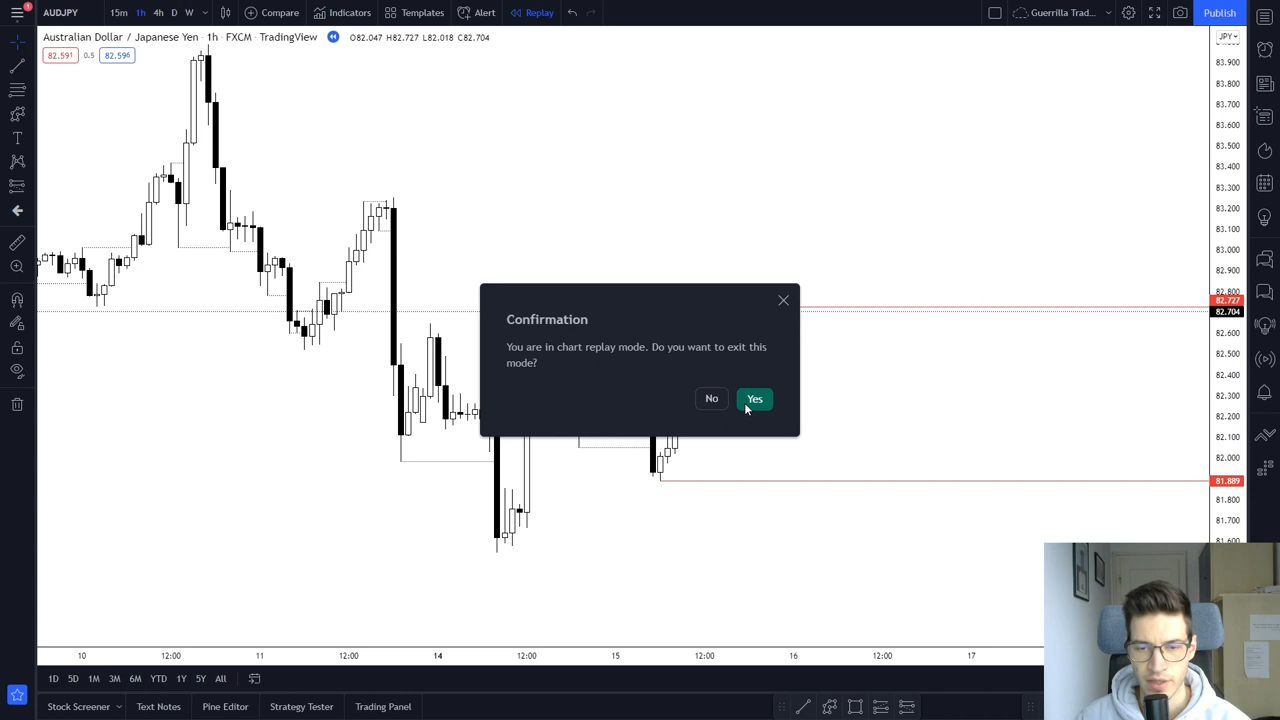 AUDJPY 15m 1h 4h D W Compare Indicators Templates Alert Replay Guerrilla Trad... Publish
Australian Dollar / Japanese Yen · 1h · FXCM · TradingView O82.047 H82.727 L82.018 C82.704
JPY
82.591 0.5 82.596
83.900
83.800
83.700
83.600
83.500
83.400
83.300
83.200
83.100
83.000
82.900
82.800
82.727
82.704
82.600
82.500
82.400
82.300
82.200
82.100
82.000
81.889
81.800
81.700
81.600
Confirmation
You are in chart replay mode. Do you want to exit this
mode?
No Yes
10 12:00 11 12:00 14 12:00 15 12:00 16 12:00 17
1D 5D 1M 3M 6M YTD 1Y 5Y All
Stock Screener Text Notes Pine Editor Strategy Tester Trading Panel